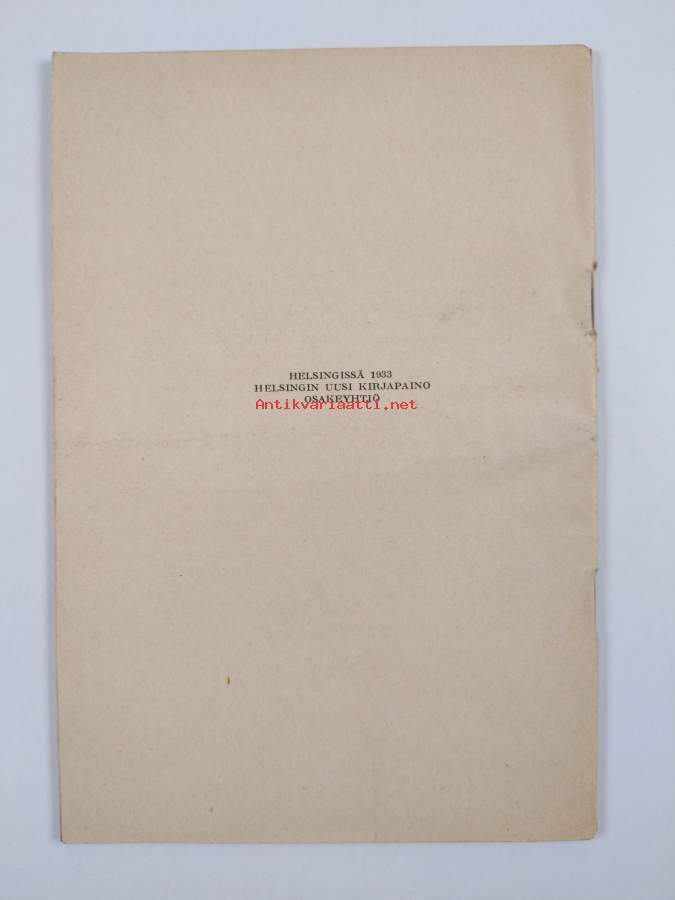 HELSINGISSÄ 1933
HELSINGIN UUSI KIRJAPAINO
OSAKEYHTIÖ
Antikvariaatti.net